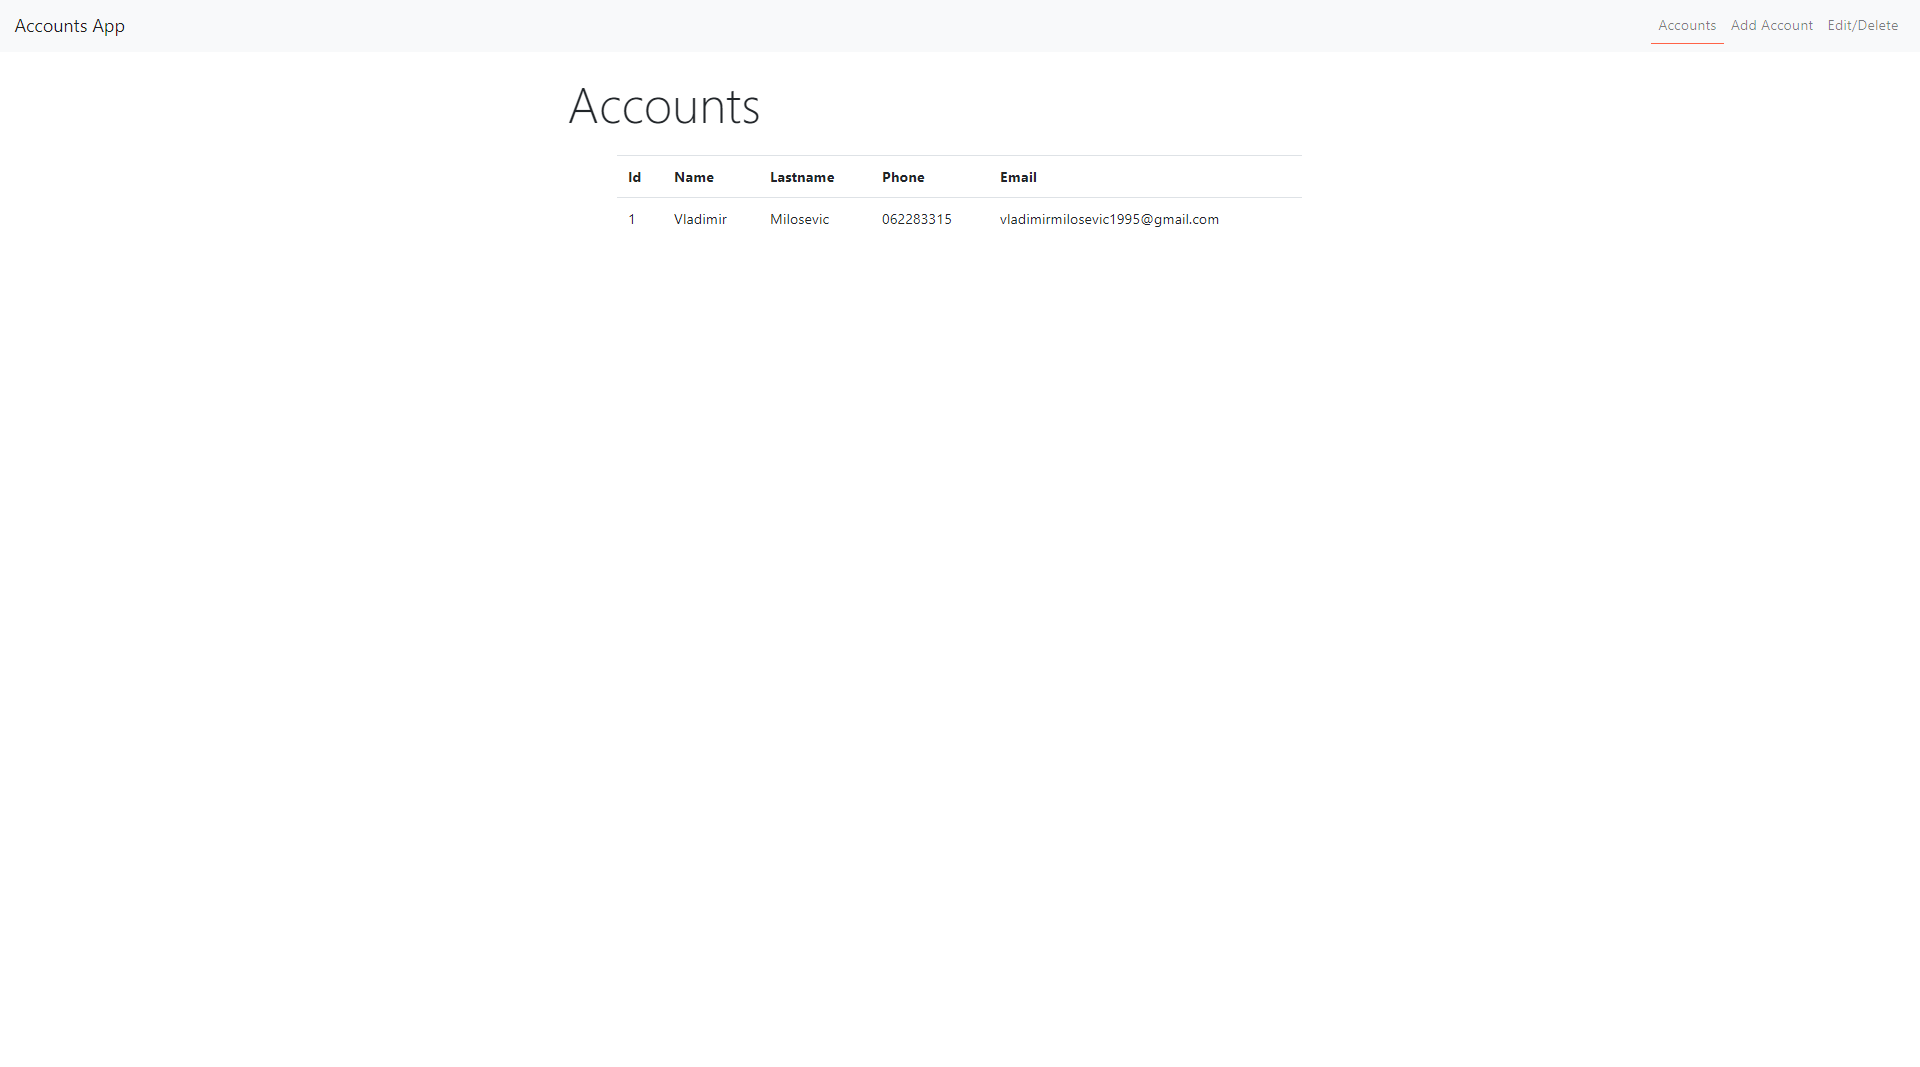 Accounts App Accounts Add Account Edit/Delete
Accounts
Id Name Lastname Phone Email
1 Vladimir Milosevic 062283315 vladimirmilosevic1995@gmail.com